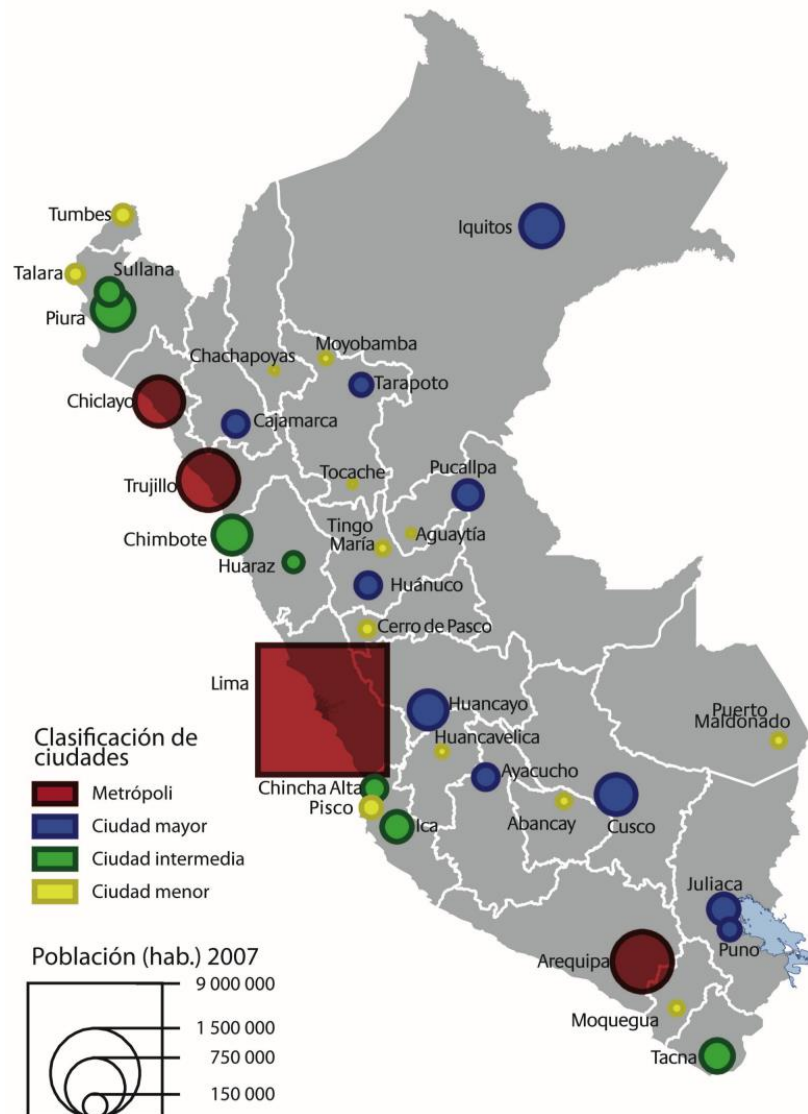 Tumbes
Iquitos
Talara
Sullana
Piura
Moyobamba
Chachapoyas
Tarapoto
Chiclayo
Cajamarca
Pucallpa
Tocache
Trujillo
Tingo
María
Aguaytía
Chimbote
Huaraz
Huánuco
Cerro de Pasco
Lima
Huancayo
Puerto
Maldonado
Huancavelica
Clasificación de
ciudades
Ayacucho
Chincha Alta
Metrópoli
Pisco
Abancay
Ica
Cusco
Ciudad mayor
Ciudad intermedia
Juliaca
Ciudad menor
Puno
Población (hab.) 2007
Arequipa
9 000 000
Moquegua
1 500 000
750 000
Tacna
150 000